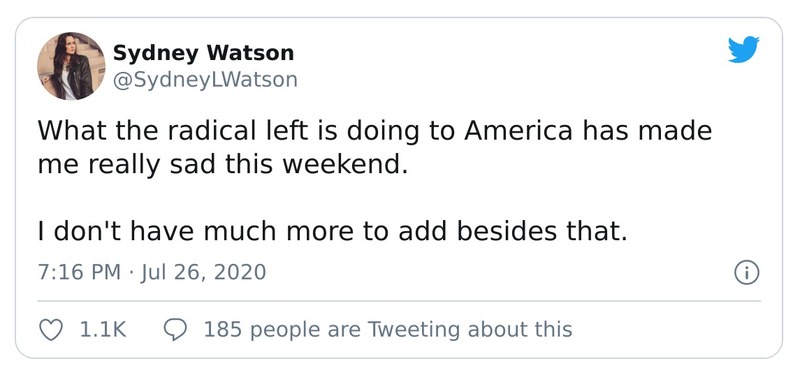 Sydney Watson
@SydneyLWatson
What the radical left is doing to America has made
me really sad this weekend.
I don't have much more to add besides that.
7:16 PM · Jul 26, 2020
1.1K 185 people are Tweeting about this